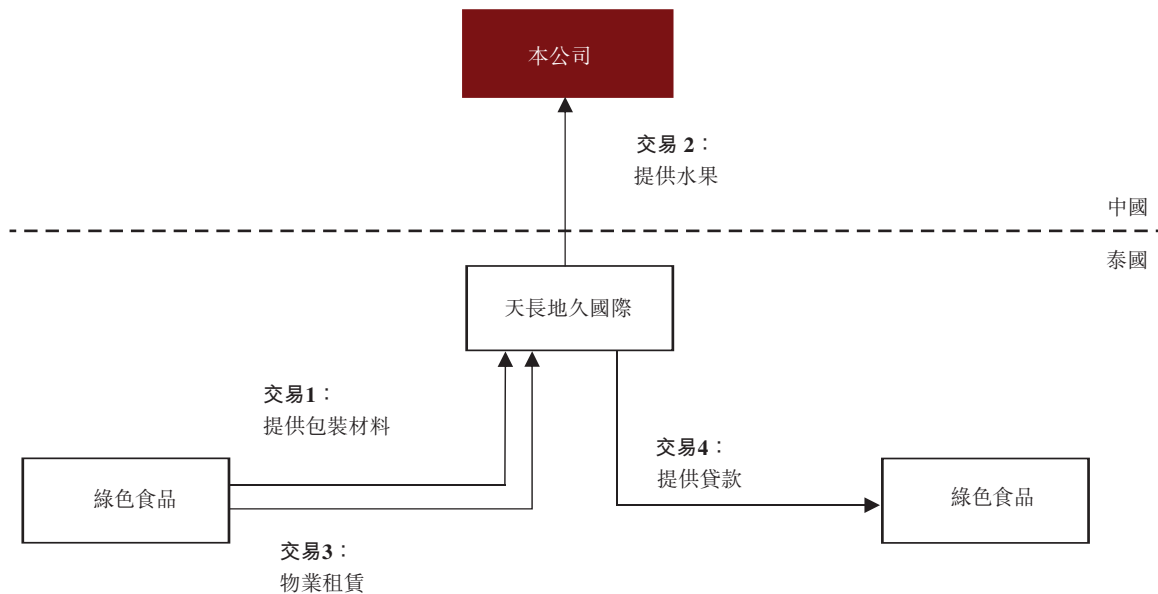 本公司
交易 2：
提供水果
中國
泰國
天長地久國際
交易1：
提供包裝材料
交易4：
提供貸款
綠色食品
綠色食品
交易3：
物業租賃